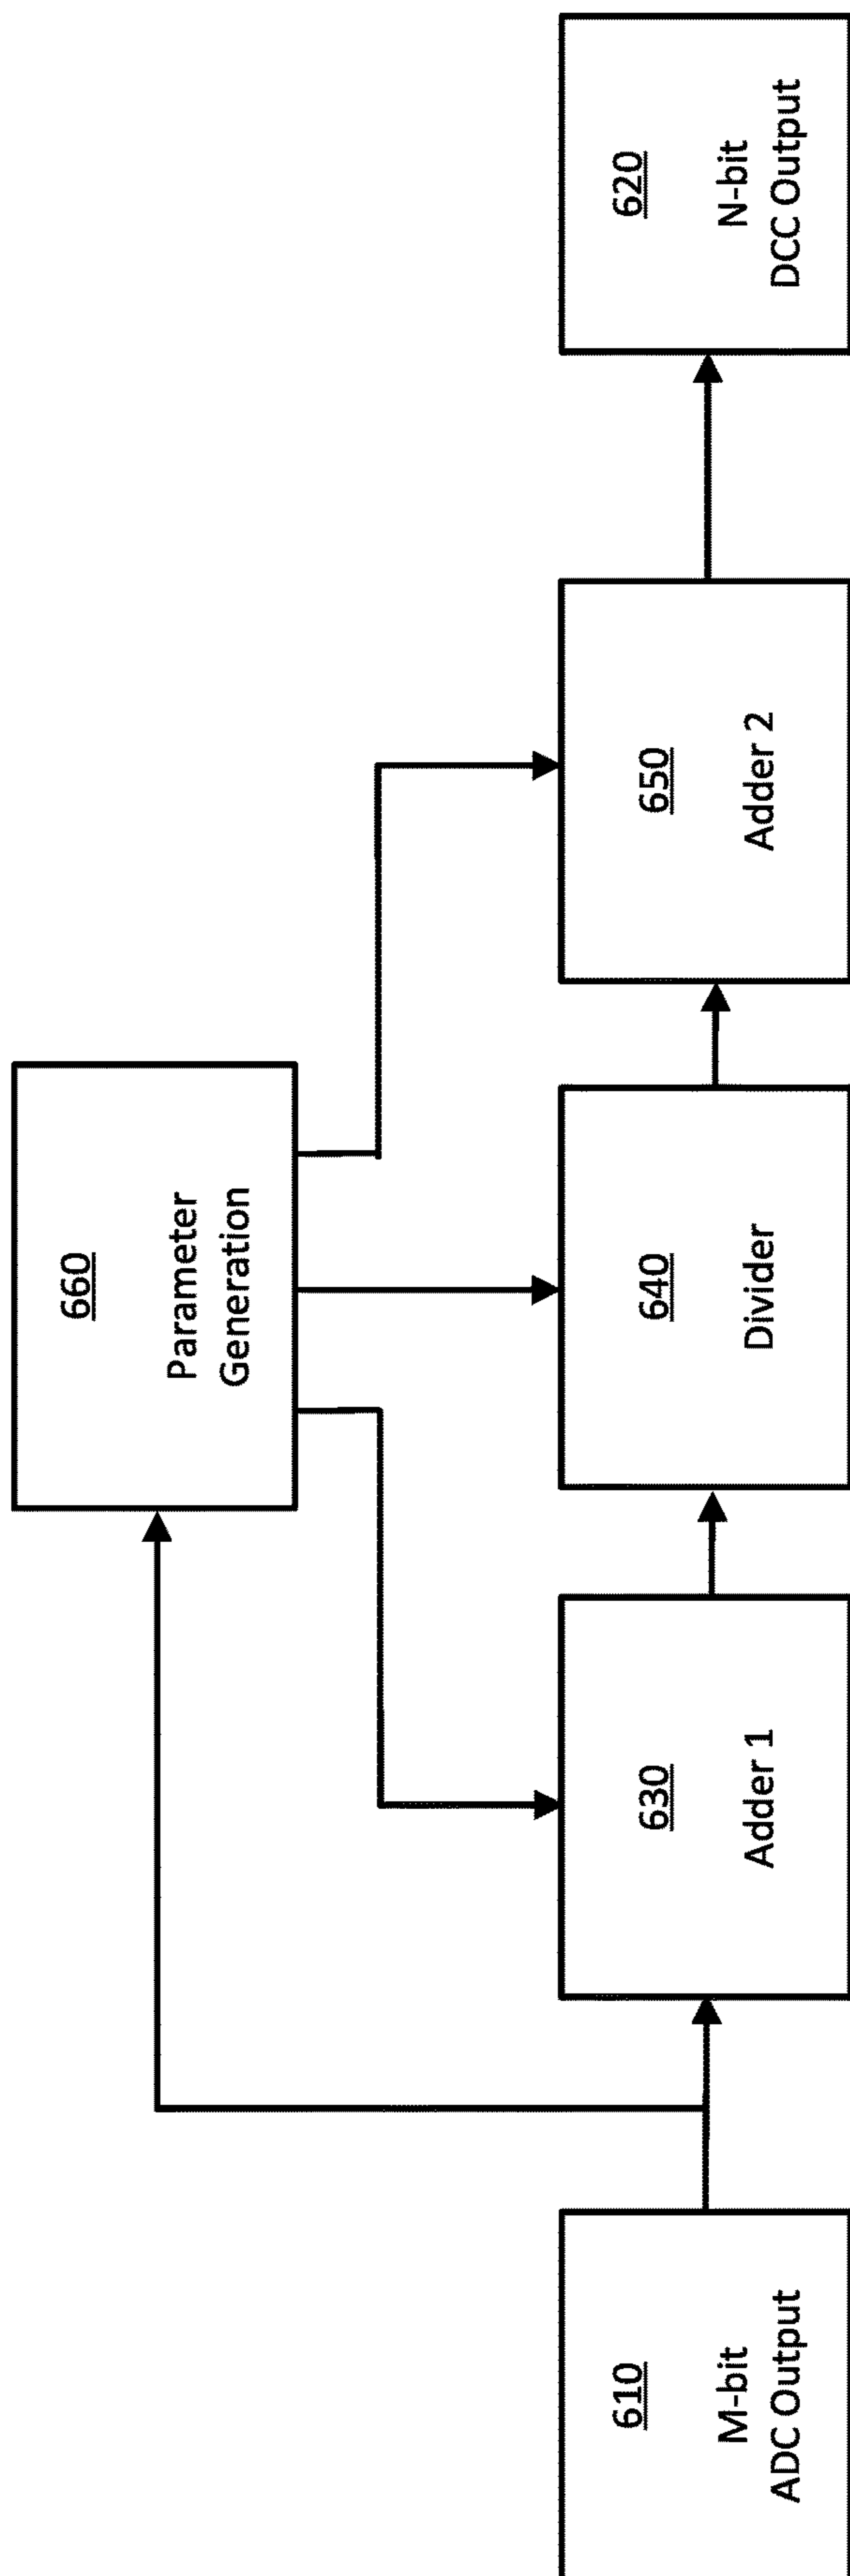 660
Parameter
Generation
610
M-bit
ADC Output
630
Adder 1
640
Divider
650
Adder 2
620
N-bit
DCC Output